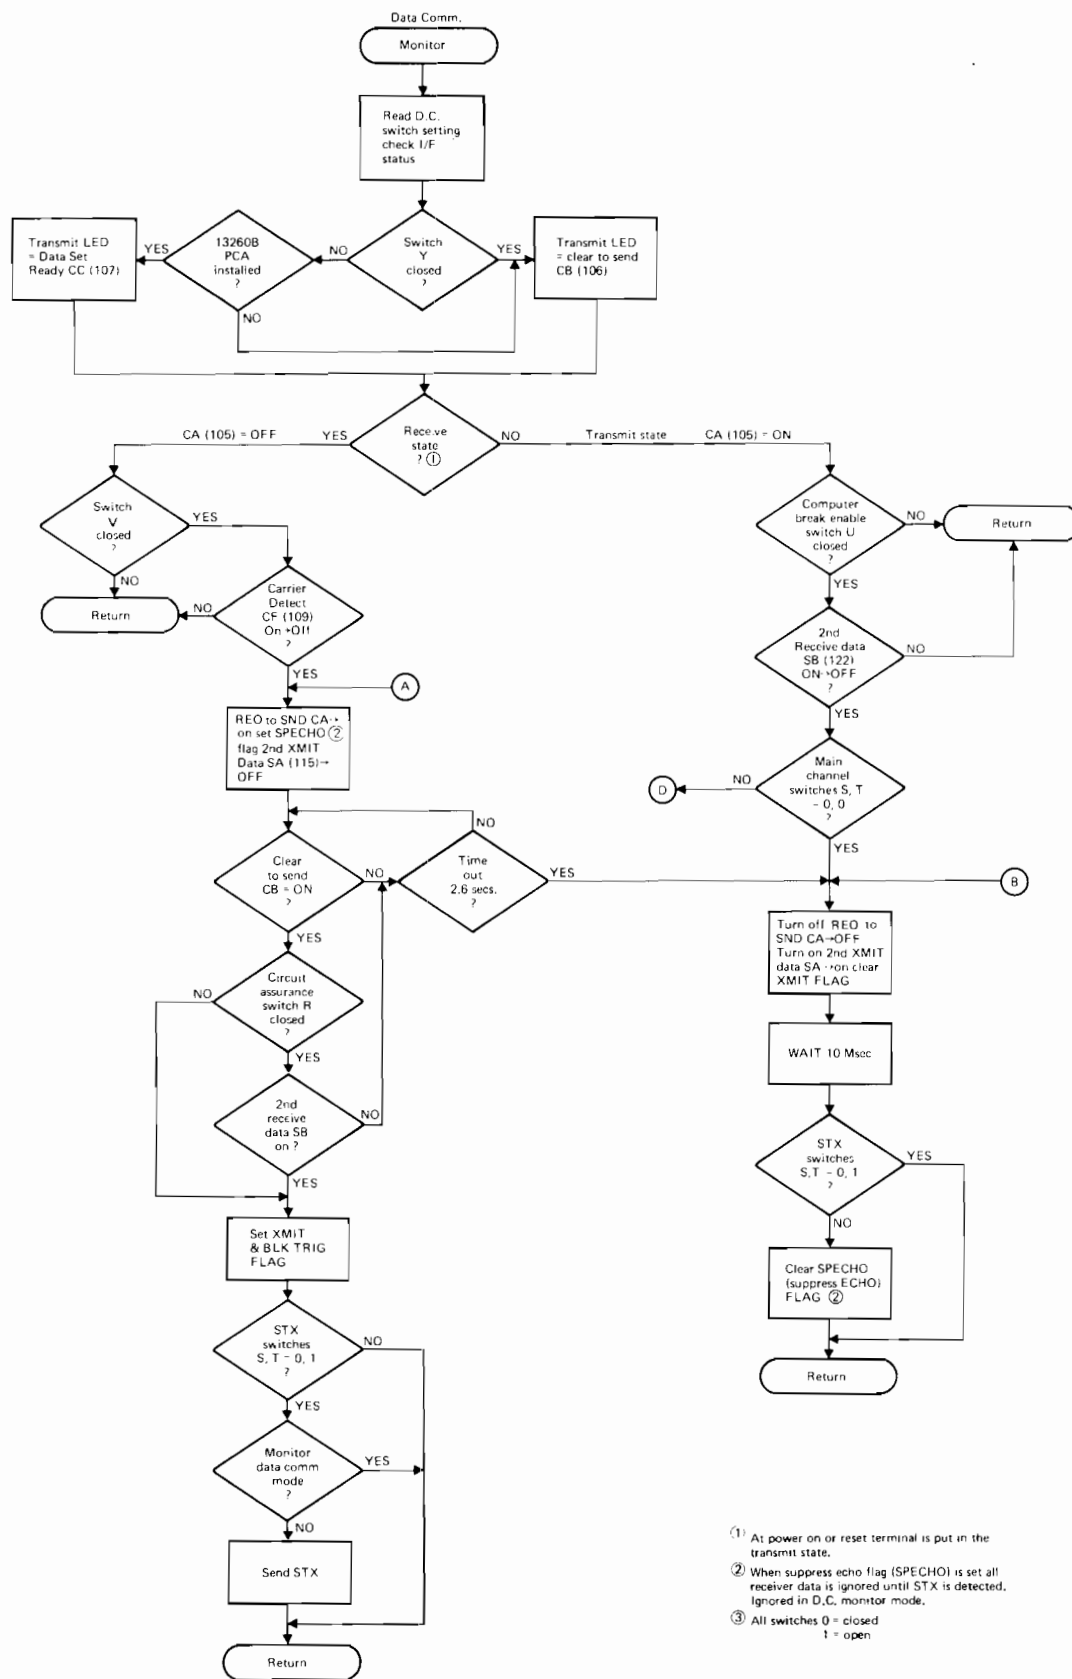 Data Comm.
Monitor
Read D.C.
switch setting
check I/F
status
Transmit LED
= Data Set
Ready CC (107)
YES
13260B
PCA
installed
?
NO
NO
Switch
Y
closed
?
YES
Transmit LED
= clear to send
CB (106)
CA (105) = OFF
YES
Receive
state
? ①
NO
Transmit state
CA (105) = ON
Switch
V
closed
?
YES
NO
Return
NO
Carrier
Detect
CF (109)
On→Off
?
YES
A
REO to SND CA→
on set SPECHO ②
flag 2nd XMIT
Data SA (115)→
OFF
NO
Clear
to send
CB = ON
?
NO
Time
out
2.6 secs.
?
YES
YES
NO
Circuit
assurance
switch R
closed
?
YES
2nd
receive
data SB
on ?
NO
YES
Set XMIT
& BLK TRIG
FLAG
STX
switches
S, T = 0, 1
?
NO
YES
Monitor
data comm
mode
?
YES
NO
Send STX
Return
Computer
break enable
switch U
closed
?
NO
Return
YES
2nd
Receive data
SB (122)
ON→OFF
?
NO
YES
D
NO
Main
channel
switches S, T
= 0, 0
?
YES
B
Turn off REO to
SND CA→OFF
Turn on 2nd XMIT
data SA→on clear
XMIT FLAG
WAIT 10 Msec
STX
switches
S,T = 0, 1
?
YES
NO
Clear SPECHO
(suppress ECHO)
FLAG ②
Return
① At power on or reset terminal is put in the
transmit state.
② When suppress echo flag (SPECHO) is set all
receiver data is ignored until STX is detected.
Ignored in D.C. monitor mode.
③ All switches 0 = closed
1 = open